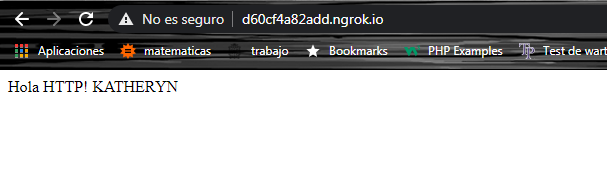 No es seguro d60cf4a82add.ngrok.io
Aplicaciones matematicas trabajo Bookmarks PHP Examples Test de wart
Hola HTTP! KATHERYN